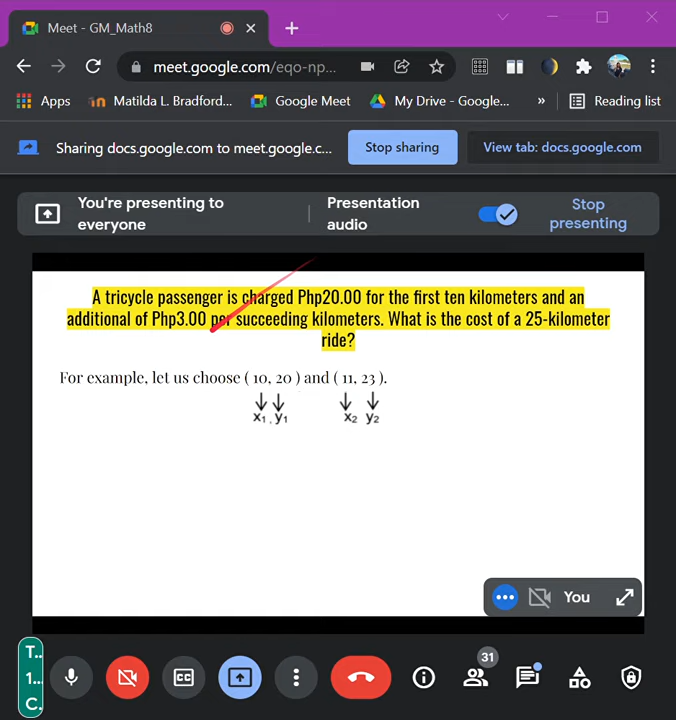 Meet - GM_Math8
meet.google.com/eqo-np...
Apps
Matilda L. Bradford...
Google Meet
My Drive - Google...
»
Reading list
Sharing docs.google.com to meet.google.c...
Stop sharing
View tab: docs.google.com
You're presenting to
everyone
Presentation
audio
Stop
presenting
A tricycle passenger is charged Php20.00 for the first ten kilometers and an
additional of Php3.00 per succeeding kilometers. What is the cost of a 25-kilometer
ride?
For example, let us choose ( 10, 20 ) and ( 11, 23 ).
x₁ , y₁ x₂ y₂
You
T..
1...
C.
CC
31